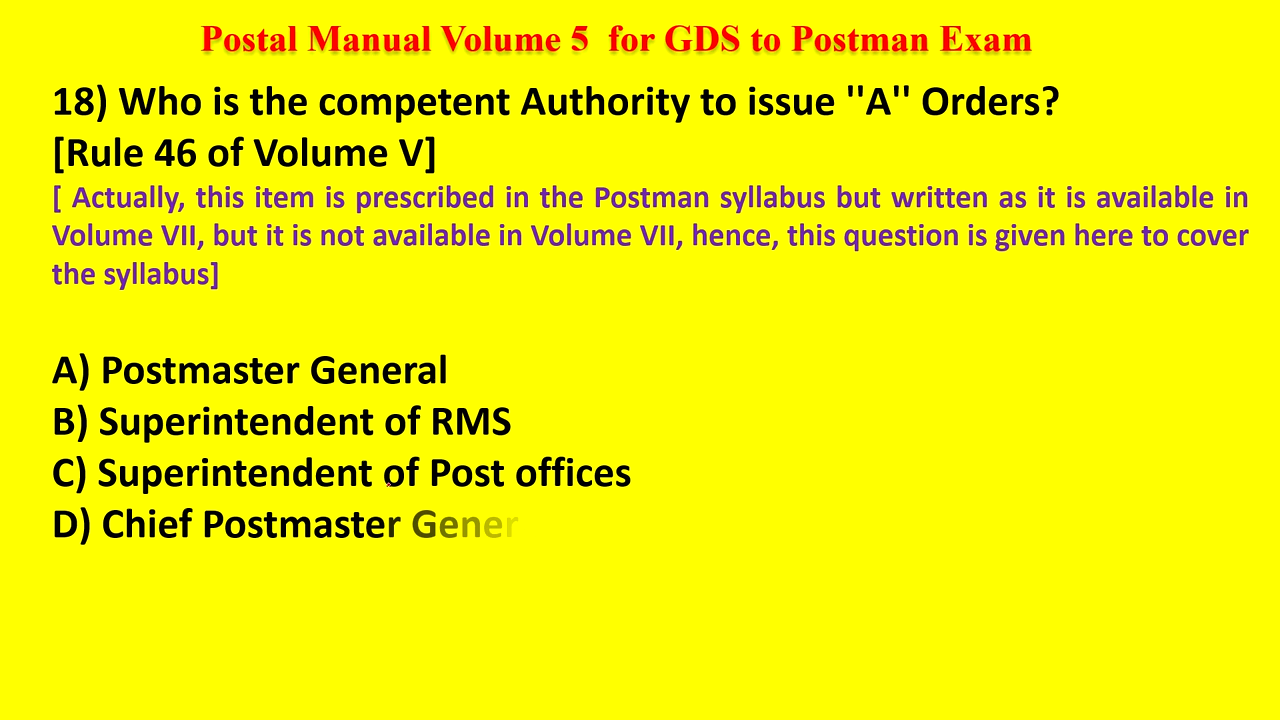 Postal Manual Volume 5 for GDS to Postman Exam
18) Who is the competent Authority to issue "A" Orders?
[Rule 46 of Volume V]
[ Actually, this item is prescribed in the Postman syllabus but written as it is available in
Volume VII, but it is not available in Volume VII, hence, this question is given here to cover
the syllabus]
A) Postmaster General
B) Superintendent of RMS
C) Superintendent of Post offices
D) Chief Postmaster Gener